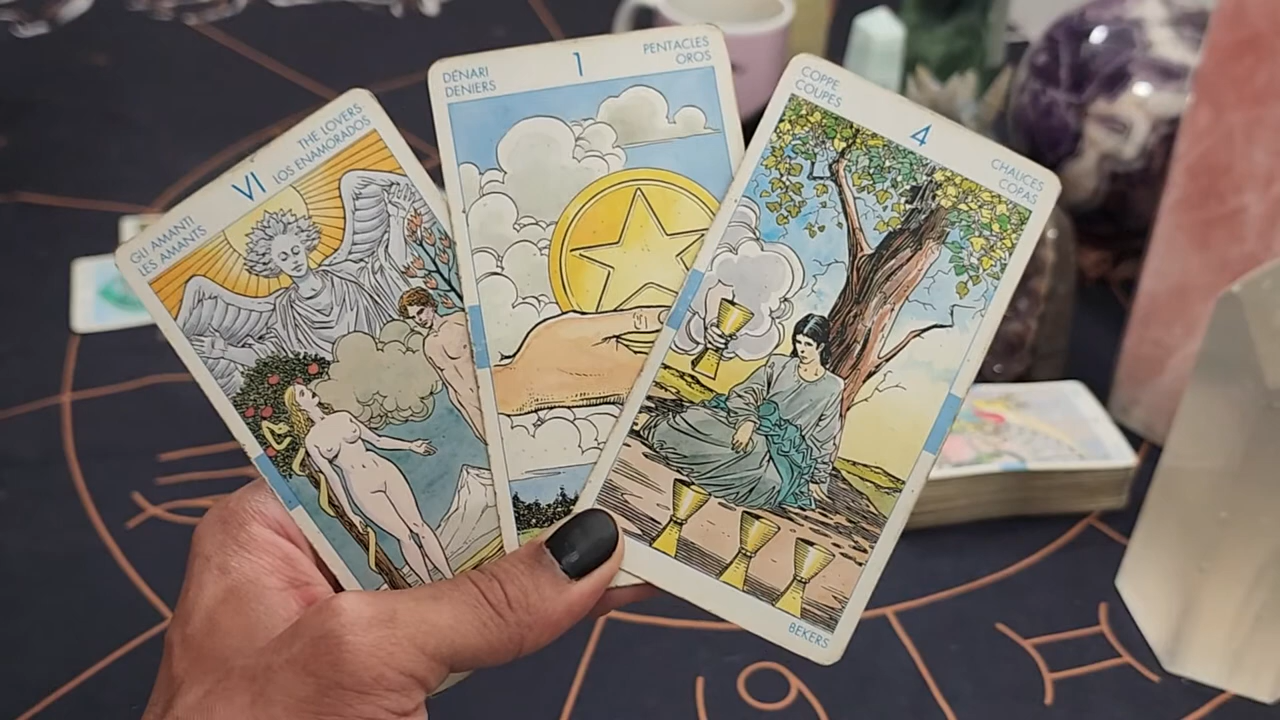 GLI AMANTI
LES AMANTS
VI
THE LOVERS
LOS ENAMORADOS
DÉNARI
DENIERS
1
PENTACLES
OROS
COPPE
COUPES
4
CHALICES
COPAS
BEKERS